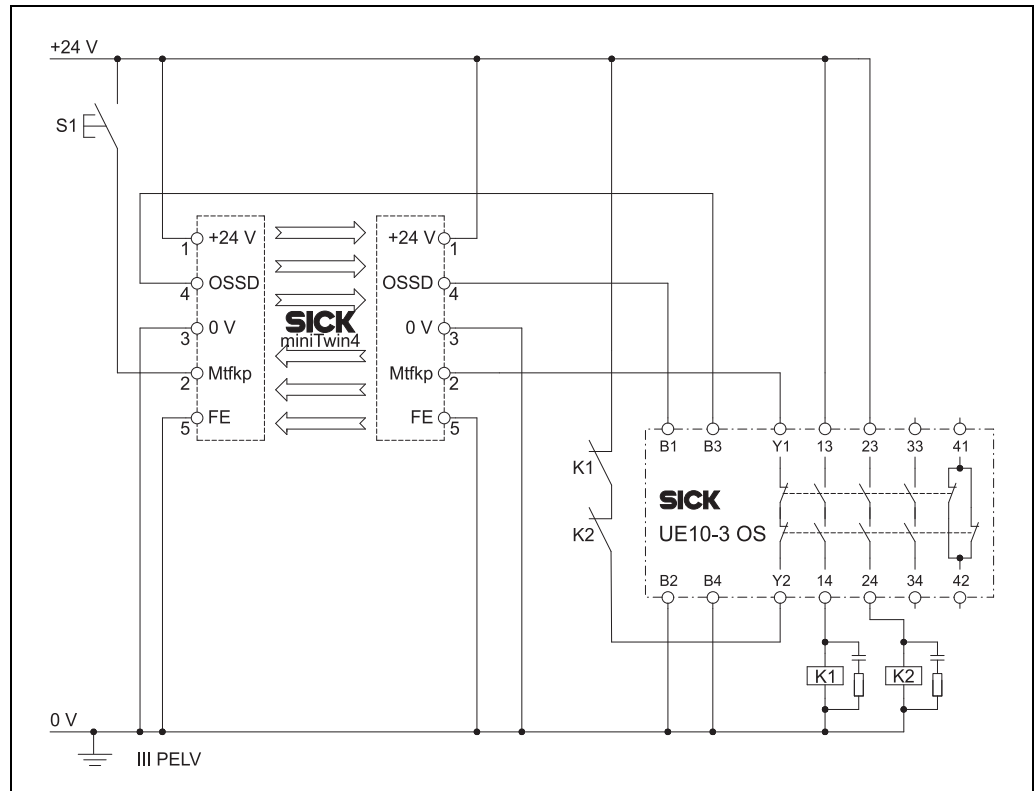 +24 V
S1
1 +24 V
+24 V 1
4 OSSD
OSSD 4
3 0 V
SICK
miniTwin4
0 V 3
2 Mtfkp
Mtfkp 2
5 FE
FE 5
K1
K2
B1 B3 Y1 13 23 33 41
SICK
UE10-3 OS
B2 B4 Y2 14 24 34 42
K1 K2
0 V
III PELV